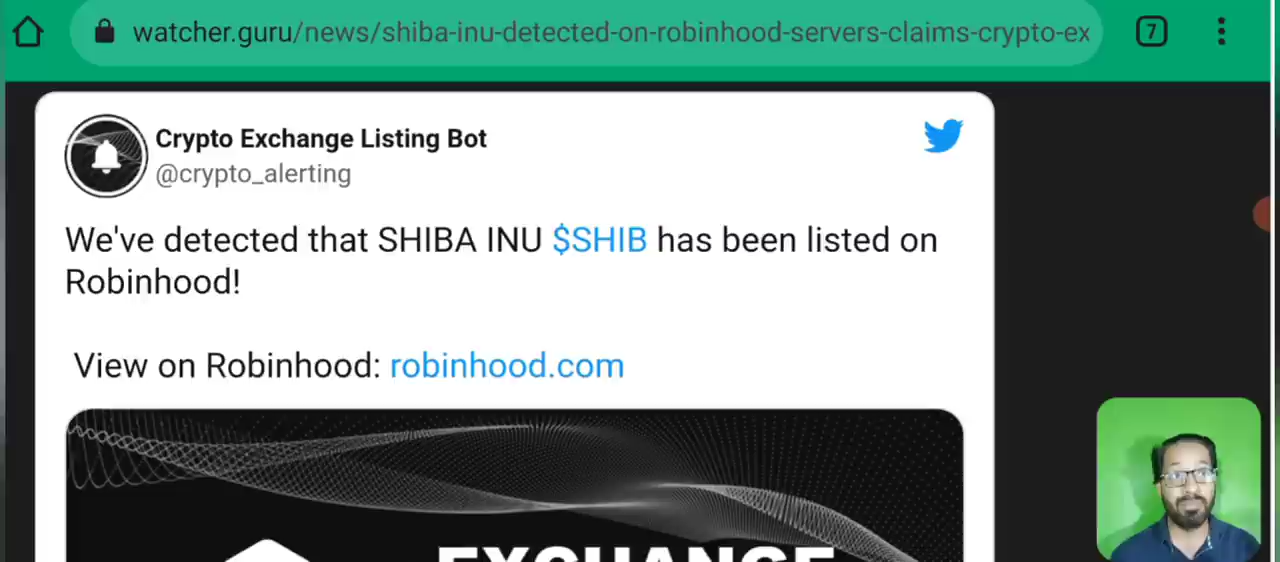 watcher.guru/news/shiba-inu-detected-on-robinhood-servers-claims-crypto-ex
7
Crypto Exchange Listing Bot
@crypto_alerting
We've detected that SHIBA INU $SHIB has been listed on
Robinhood!
View on Robinhood: robinhood.com
EXCHANGE